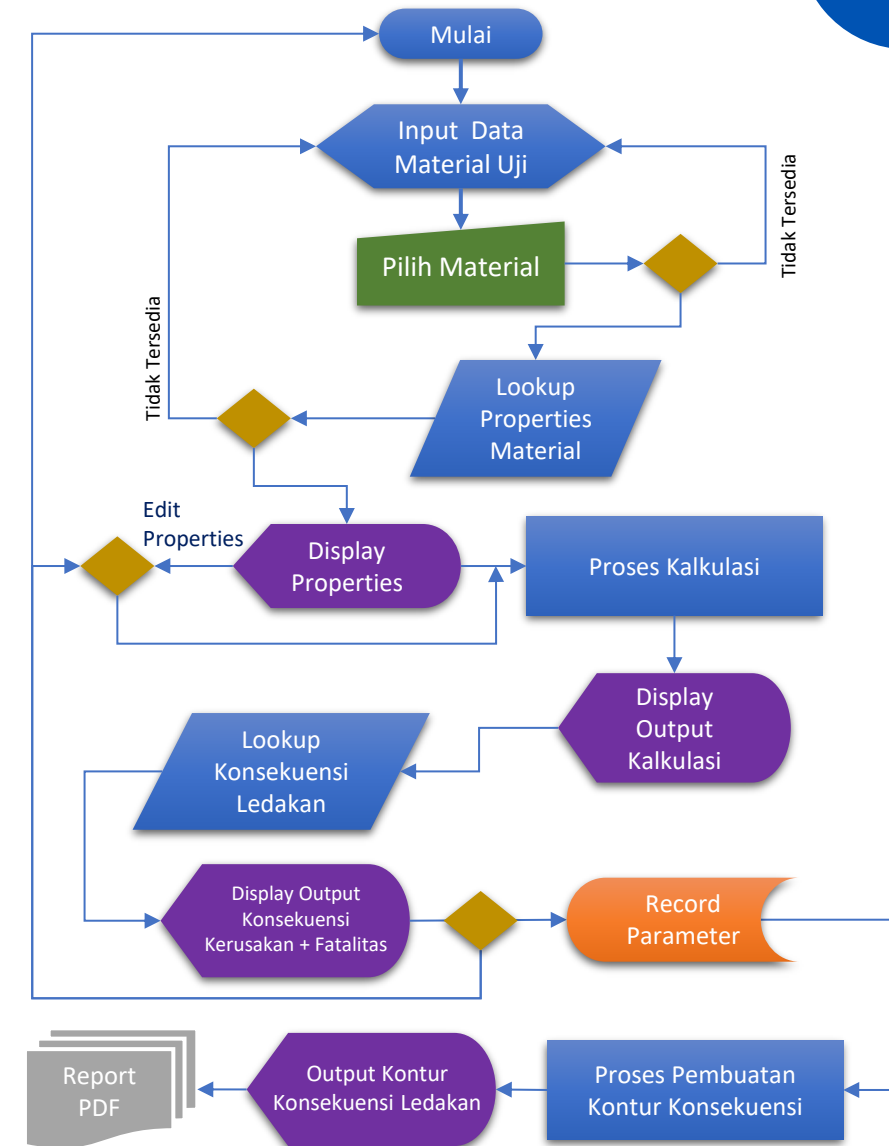 Mulai
Input Data
Material Uji
Tidak Tersedia
Pilih Material
Tidak Tersedia
Lookup
Properties
Material
Edit
Properties
Display
Properties
Proses Kalkulasi
Display
Output
Kalkulasi
Lookup
Konsekuensi
Ledakan
Display Output
Konsekuensi
Kerusakan + Fatalitas
Record
Parameter
Report
PDF
Output Kontur
Konsekuensi Ledakan
Proses Pembuatan
Kontur Konsekuensi